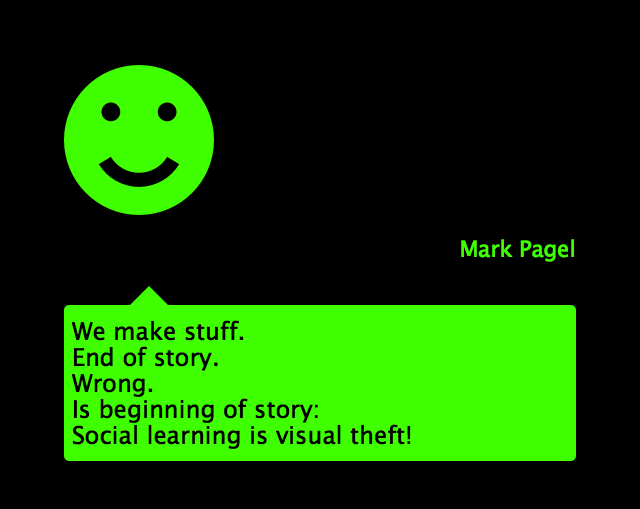 Mark Pagel
We make stuff.
End of story.
Wrong.
Is beginning of story:
Social learning is visual theft!